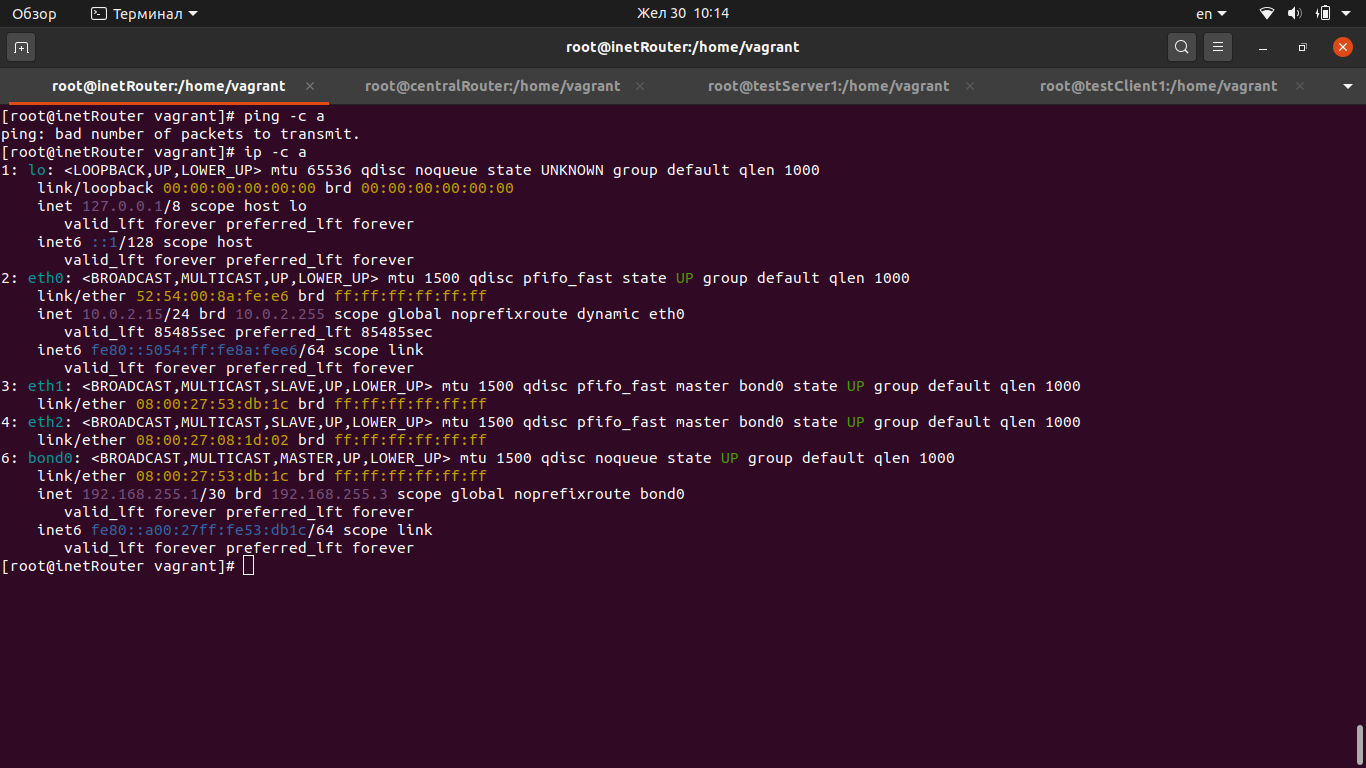 Обзор Терминал Жел 30 10:14 en
root@inetRouter:/home/vagrant
root@inetRouter:/home/vagrant root@centralRouter:/home/vagrant root@testServer1:/home/vagrant root@testClient1:/home/vagrant
[root@inetRouter vagrant]# ping -c a
ping: bad number of packets to transmit.
[root@inetRouter vagrant]# ip -c a
1: lo: <LOOPBACK,UP,LOWER_UP> mtu 65536 qdisc noqueue state UNKNOWN group default qlen 1000
    link/loopback 00:00:00:00:00:00 brd 00:00:00:00:00:00
    inet 127.0.0.1/8 scope host lo
       valid_lft forever preferred_lft forever
    inet6 ::1/128 scope host
       valid_lft forever preferred_lft forever
2: eth0: <BROADCAST,MULTICAST,UP,LOWER_UP> mtu 1500 qdisc pfifo_fast state UP group default qlen 1000
    link/ether 52:54:00:8a:fe:e6 brd ff:ff:ff:ff:ff:ff
    inet 10.0.2.15/24 brd 10.0.2.255 scope global noprefixroute dynamic eth0
       valid_lft 85485sec preferred_lft 85485sec
    inet6 fe80::5054:ff:fe8a:fee6/64 scope link
       valid_lft forever preferred_lft forever
3: eth1: <BROADCAST,MULTICAST,SLAVE,UP,LOWER_UP> mtu 1500 qdisc pfifo_fast master bond0 state UP group default qlen 1000
    link/ether 08:00:27:53:db:1c brd ff:ff:ff:ff:ff:ff
4: eth2: <BROADCAST,MULTICAST,SLAVE,UP,LOWER_UP> mtu 1500 qdisc pfifo_fast master bond0 state UP group default qlen 1000
    link/ether 08:00:27:08:1d:02 brd ff:ff:ff:ff:ff:ff
6: bond0: <BROADCAST,MULTICAST,MASTER,UP,LOWER_UP> mtu 1500 qdisc noqueue state UP group default qlen 1000
    link/ether 08:00:27:53:db:1c brd ff:ff:ff:ff:ff:ff
    inet 192.168.255.1/30 brd 192.168.255.3 scope global noprefixroute bond0
       valid_lft forever preferred_lft forever
    inet6 fe80::a00:27ff:fe53:db1c/64 scope link
       valid_lft forever preferred_lft forever
[root@inetRouter vagrant]#